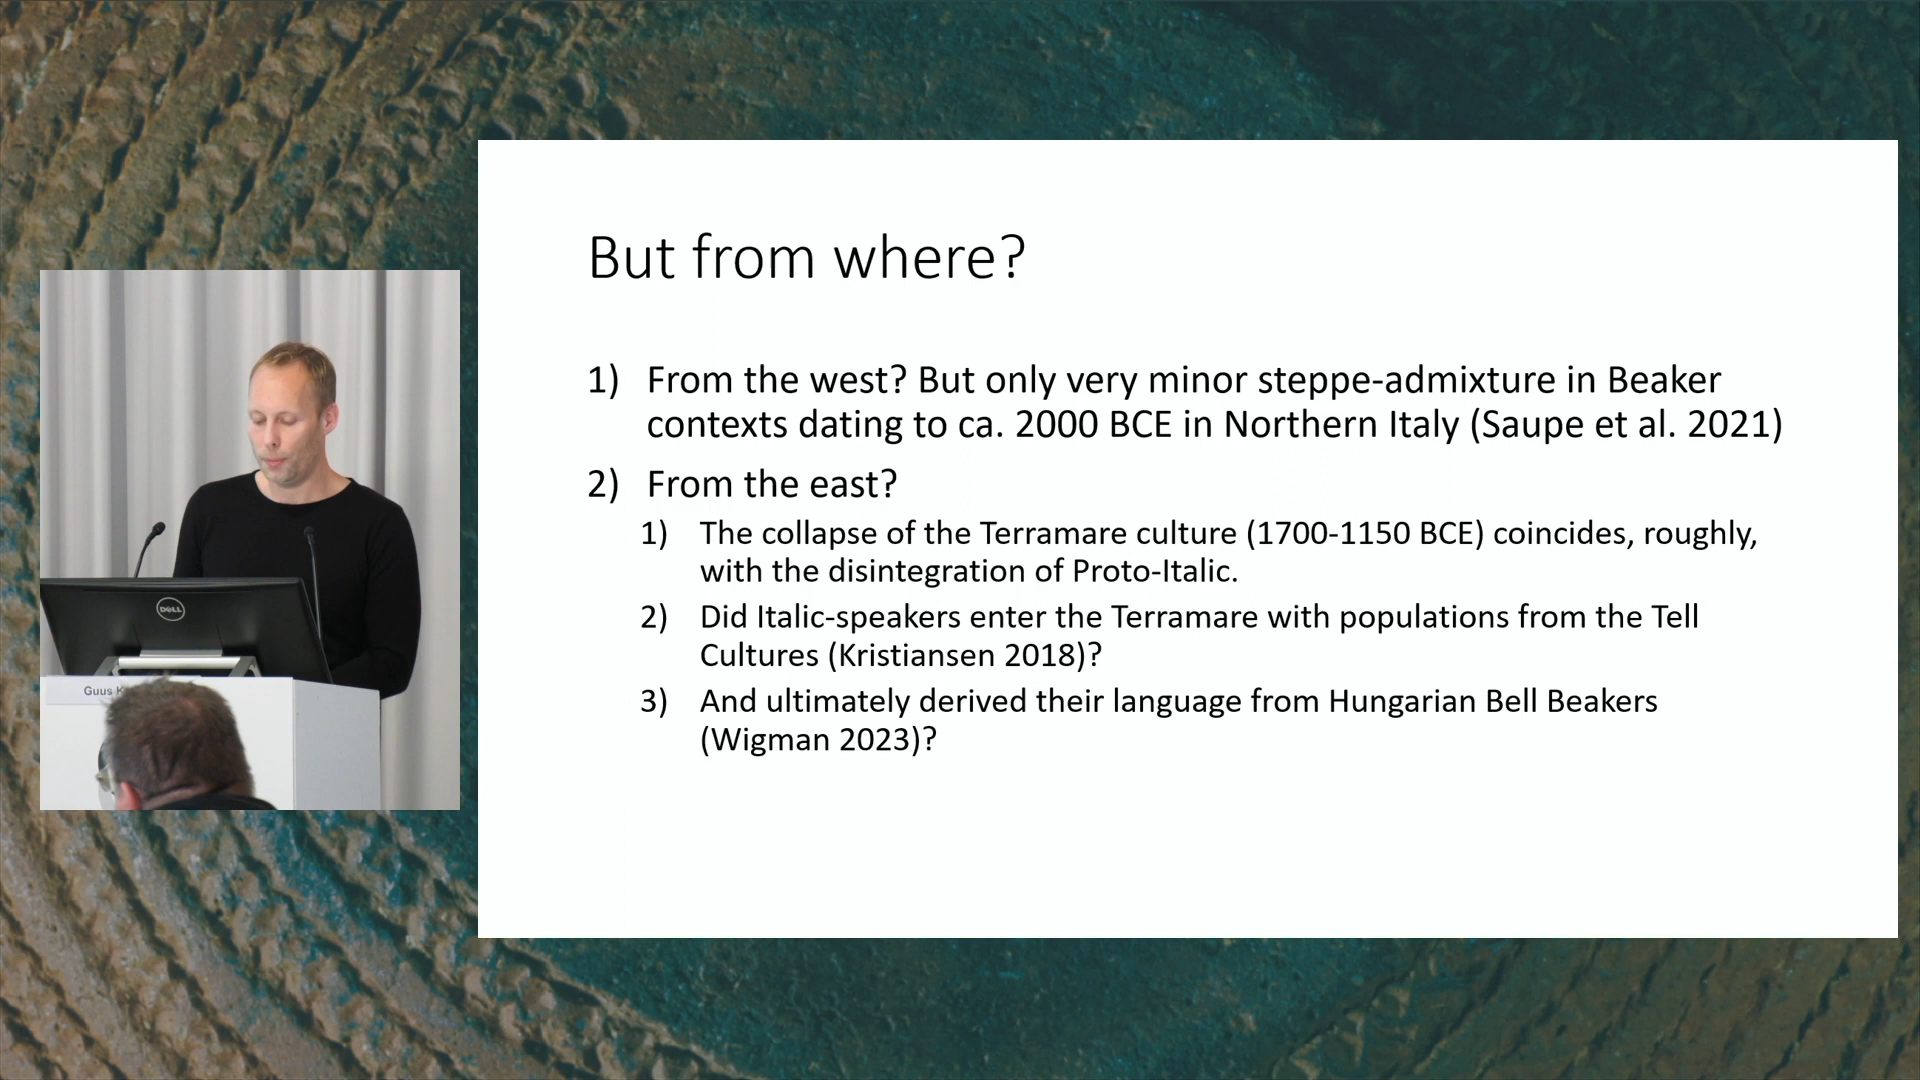 But from where?
1) From the west? But only very minor steppe-admixture in Beaker
contexts dating to ca. 2000 BCE in Northern Italy (Saupe et al. 2021)
2) From the east?
1) The collapse of the Terramare culture (1700-1150 BCE) coincides, roughly,
with the disintegration of Proto-Italic.
2) Did Italic-speakers enter the Terramare with populations from the Tell
Cultures (Kristiansen 2018)?
3) And ultimately derived their language from Hungarian Bell Beakers
(Wigman 2023)?
DELL
Guus